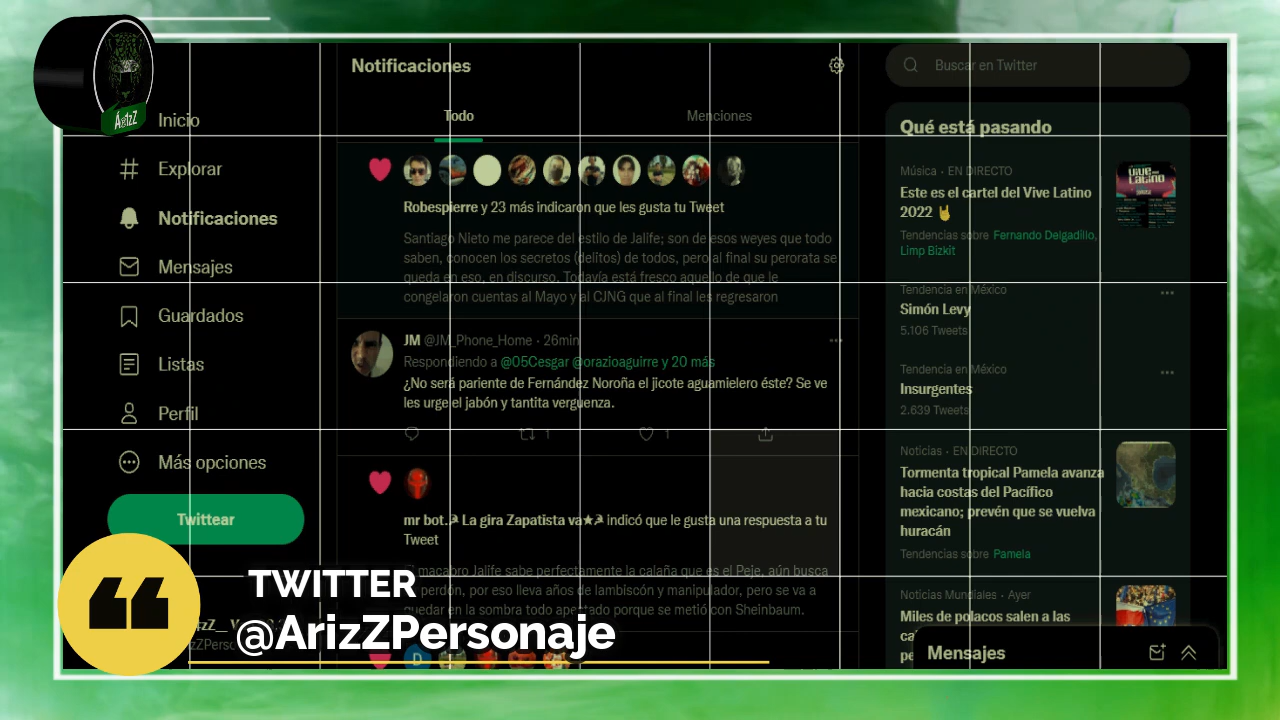 ÁrizZ
Inicio
Explorar
Notificaciones
Mensajes
Guardados
Listas
Perfil
Más opciones
Twittear
Notificaciones
Todo
Menciones
Robespierre y 23 más indicaron que les gusta tu Tweet
Santiago Nieto me parece del estilo de Jalife; son de esos weyes que todo
saben, conocen los secretos (delitos) de todos, pero al final su perorata se
queda en eso, en discurso. Todavía está fresco aquello de que le
congelaron cuentas al Mayo y al CJNG que al final les regresaron
JM @JM_Phone_Home · 26min
Respondiendo a @05Cesgar @orazioaguirre y 20 más
¿No será pariente de Fernández Noroña el jicote aguamielero éste? Se ve
les urge el jabón y tantita verguenza.
1
1
mr bot.☭ La gira Zapatista va★☭ indicó que le gusta una respuesta a tu
Tweet
macabro Jalife sabe perfectamente la calaña que es el Peje, aún busca
perdón, por eso lleva años de lambiscón y manipulador, pero se va a
quedar en la sombra todo apestado porque se metió con Sheinbaum.
D
Buscar en Twitter
Qué está pasando
Música · EN DIRECTO
Este es el cartel del Vive Latino
2022 🤘
Tendencias sobre Fernando Delgadillo,
Limp Bizkit
VIVE
LATINO
Tendencia en México
Simón Levy
5.106 Tweets
Tendencia en México
Insurgentes
2.639 Tweets
Noticias · EN DIRECTO
Tormenta tropical Pamela avanza
hacia costas del Pacífico
mexicano; prevén que se vuelva
huracán
Tendencias sobre Pamela
Noticias Mundiales · Ayer
Miles de polacos salen a las
Mensajes
TWITTER
@ArizZPersonaje